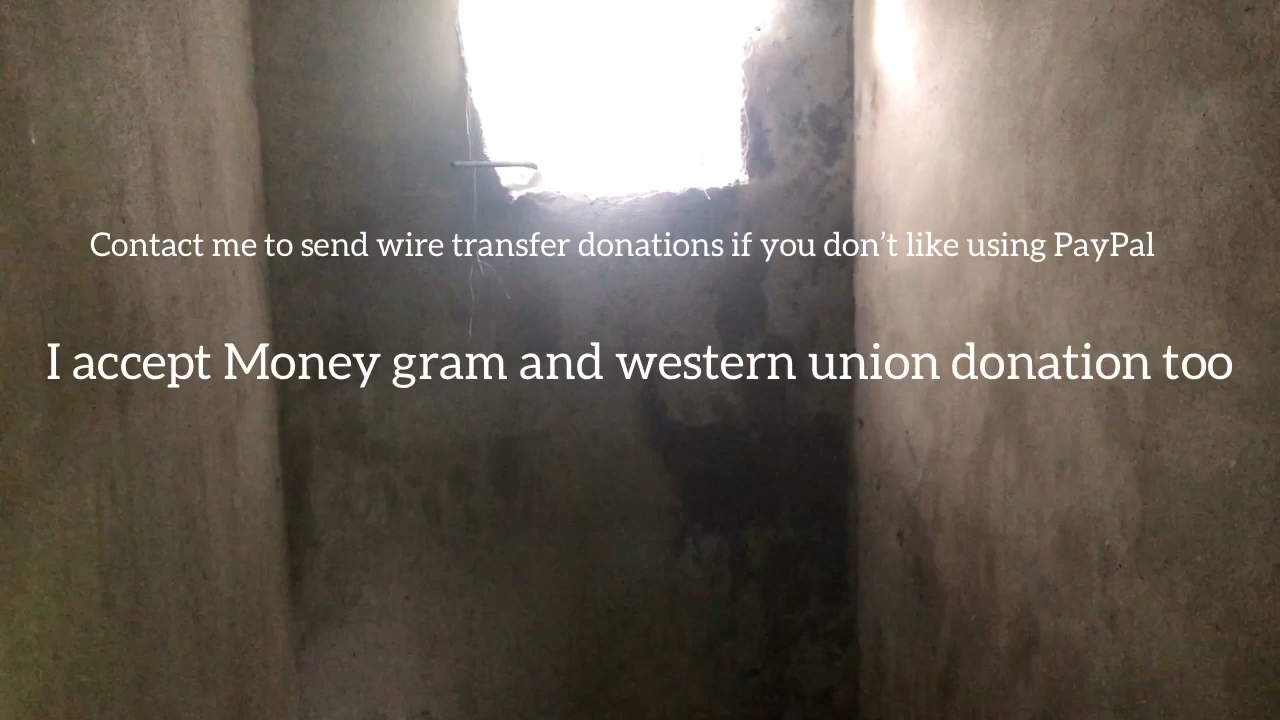 Contact me to send wire transfer donations if you don’t like using PayPal
I accept Money gram and western union donation too